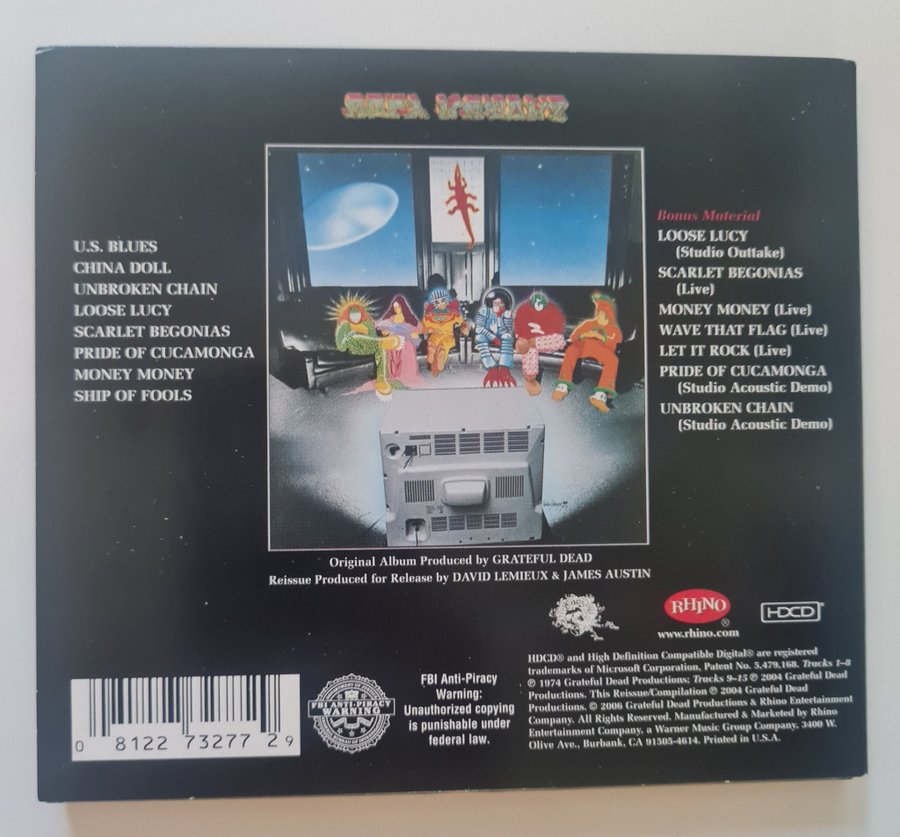 U.S. BLUES
CHINA DOLL
UNBROKEN CHAIN
LOOSE LUCY
SCARLET BEGONIAS
PRIDE OF CUCAMONGA
MONEY MONEY
SHIP OF FOOLS
Bonus Material
LOOSE LUCY
(Studio Outtake)
SCARLET BEGONIAS
(Live)
MONEY MONEY (Live)
WAVE THAT FLAG (Live)
LET IT ROCK (Live)
PRIDE OF CUCAMONGA
(Studio Acoustic Demo)
UNBROKEN CHAIN
(Studio Acoustic Demo)
Original Album Produced by GRATEFUL DEAD
Reissue Produced for Release by DAVID LEMIEUX & JAMES AUSTIN
RHINO
®
www.rhino.com
HDCD®
0 8122 73277 2 9
FBI ANTI-PIRACY
WARNING
FBI Anti-Piracy
Warning:
Unauthorized copying
is punishable under
federal law.
HDCD® and High Definition Compatible Digital® are registered
trademarks of Microsoft Corporation, Patent No. 5,479,168. Tracks 1–8
℗ 1974 Grateful Dead Productions; Tracks 9–15 ℗ 2004 Grateful Dead
Productions. This Reissue/Compilation ℗ 2004 Grateful Dead
Productions. © 2006 Grateful Dead Productions & Rhino Entertainment
Company. All Rights Reserved. Manufactured & Marketed by Rhino
Entertainment Company, a Warner Music Group Company, 3400 W.
Olive Ave., Burbank, CA 91505-4614. Printed in U.S.A.